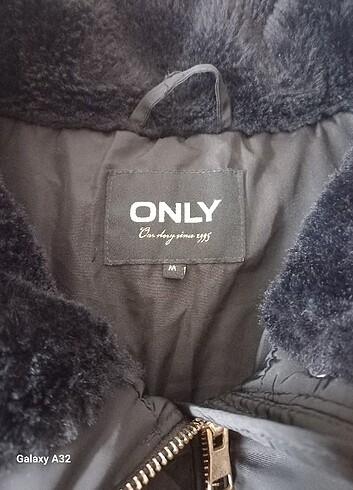 ONLY
Our story since 1995
M
Galaxy A32